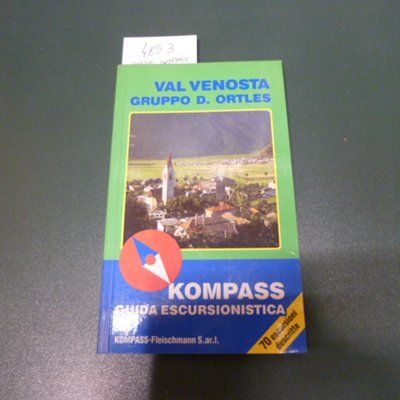 4853
VAL VENOSTA
GRUPPO D. ORTLES
KOMPASS
GUIDA ESCURSIONISTICA
70 escursioni
descritte
KOMPASS-Fleischmann S.ar.l.